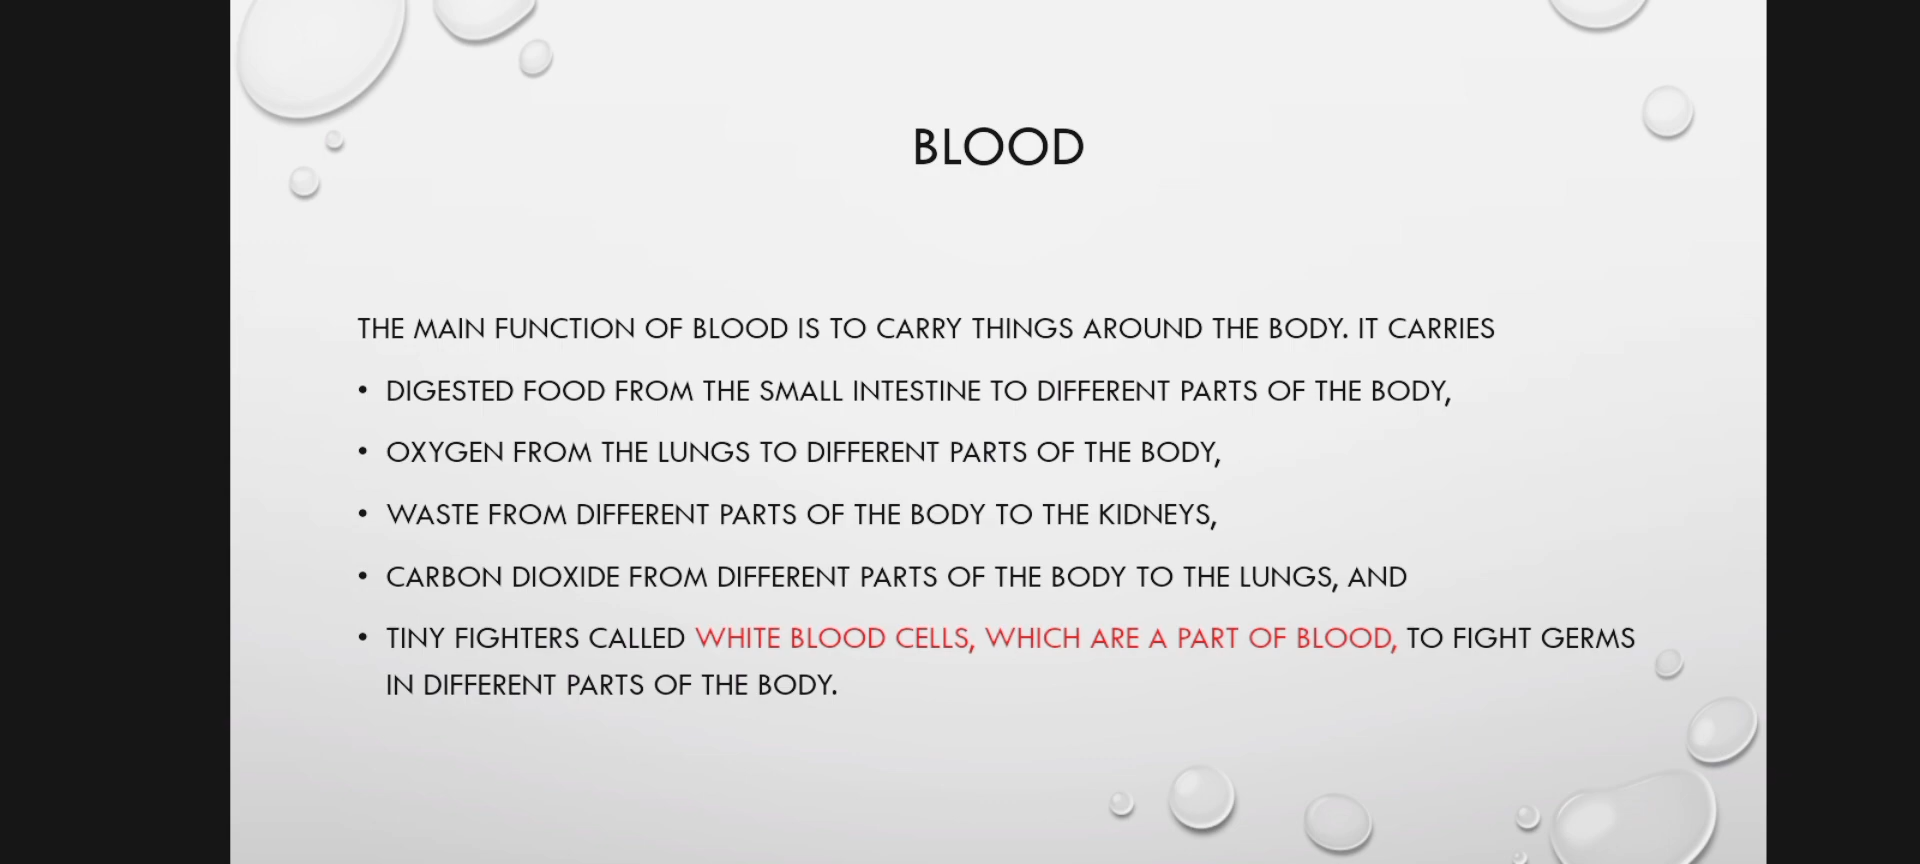 BLOOD
THE MAIN FUNCTION OF BLOOD IS TO CARRY THINGS AROUND THE BODY. IT CARRIES
• DIGESTED FOOD FROM THE SMALL INTESTINE TO DIFFERENT PARTS OF THE BODY,
• OXYGEN FROM THE LUNGS TO DIFFERENT PARTS OF THE BODY,
• WASTE FROM DIFFERENT PARTS OF THE BODY TO THE KIDNEYS,
• CARBON DIOXIDE FROM DIFFERENT PARTS OF THE BODY TO THE LUNGS, AND
• TINY FIGHTERS CALLED WHITE BLOOD CELLS, WHICH ARE A PART OF BLOOD, TO FIGHT GERMS
IN DIFFERENT PARTS OF THE BODY.